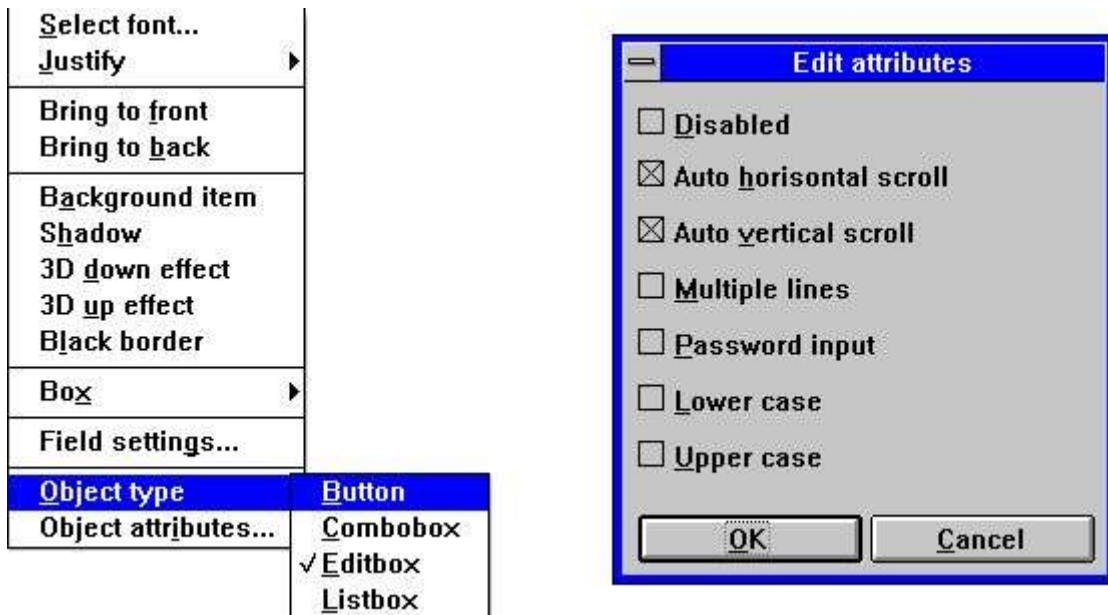 Select font...
Justify
Bring to front
Bring to back
Background item
Shadow
3D down effect
3D up effect
Black border
Box
Field settings...
Object type
Object attributes...
Button
Combobox
Editbox
Listbox
Edit attributes
Disabled
Auto horisontal scroll
Auto vertical scroll
Multiple lines
Password input
Lower case
Upper case
OK
Cancel